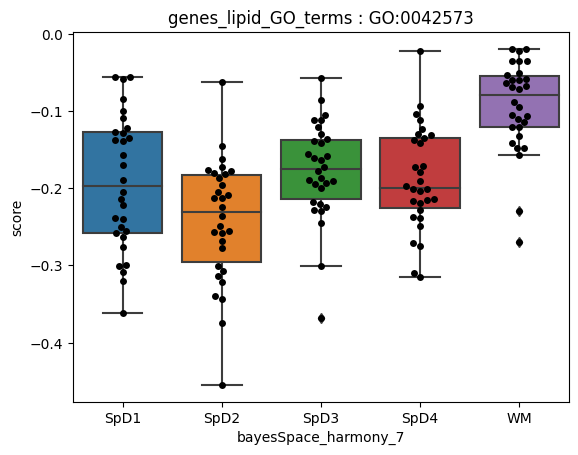 genes_lipid_GO_terms : GO:0042573
0.0
−0.1
−0.2
−0.3
−0.4
score
SpD1 SpD2 SpD3 SpD4 WM
bayesSpace_harmony_7